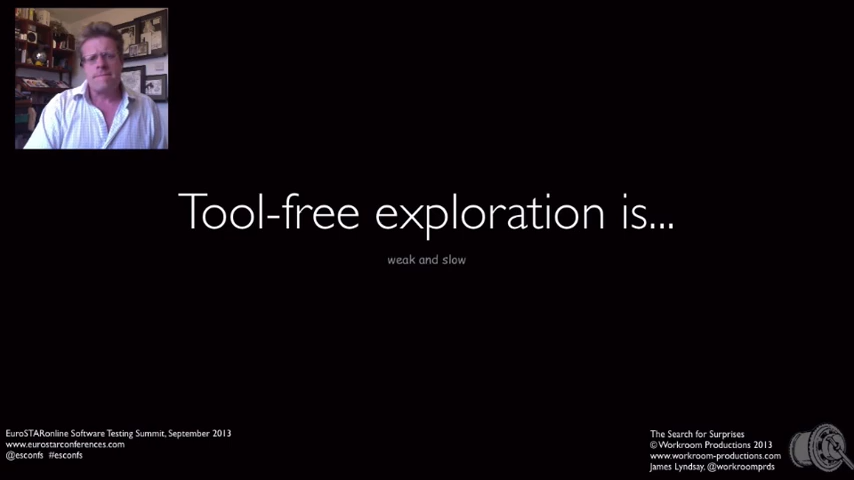 Tool-free exploration is...
weak and slow
EuroSTARonline Software Testing Summit, September 2013
www.eurostarconferences.com
@esconfs #esconfs
The Search for Surprises
© Workroom Productions 2013
www.workroom-productions.com
James Lyndsay, @workroomprds